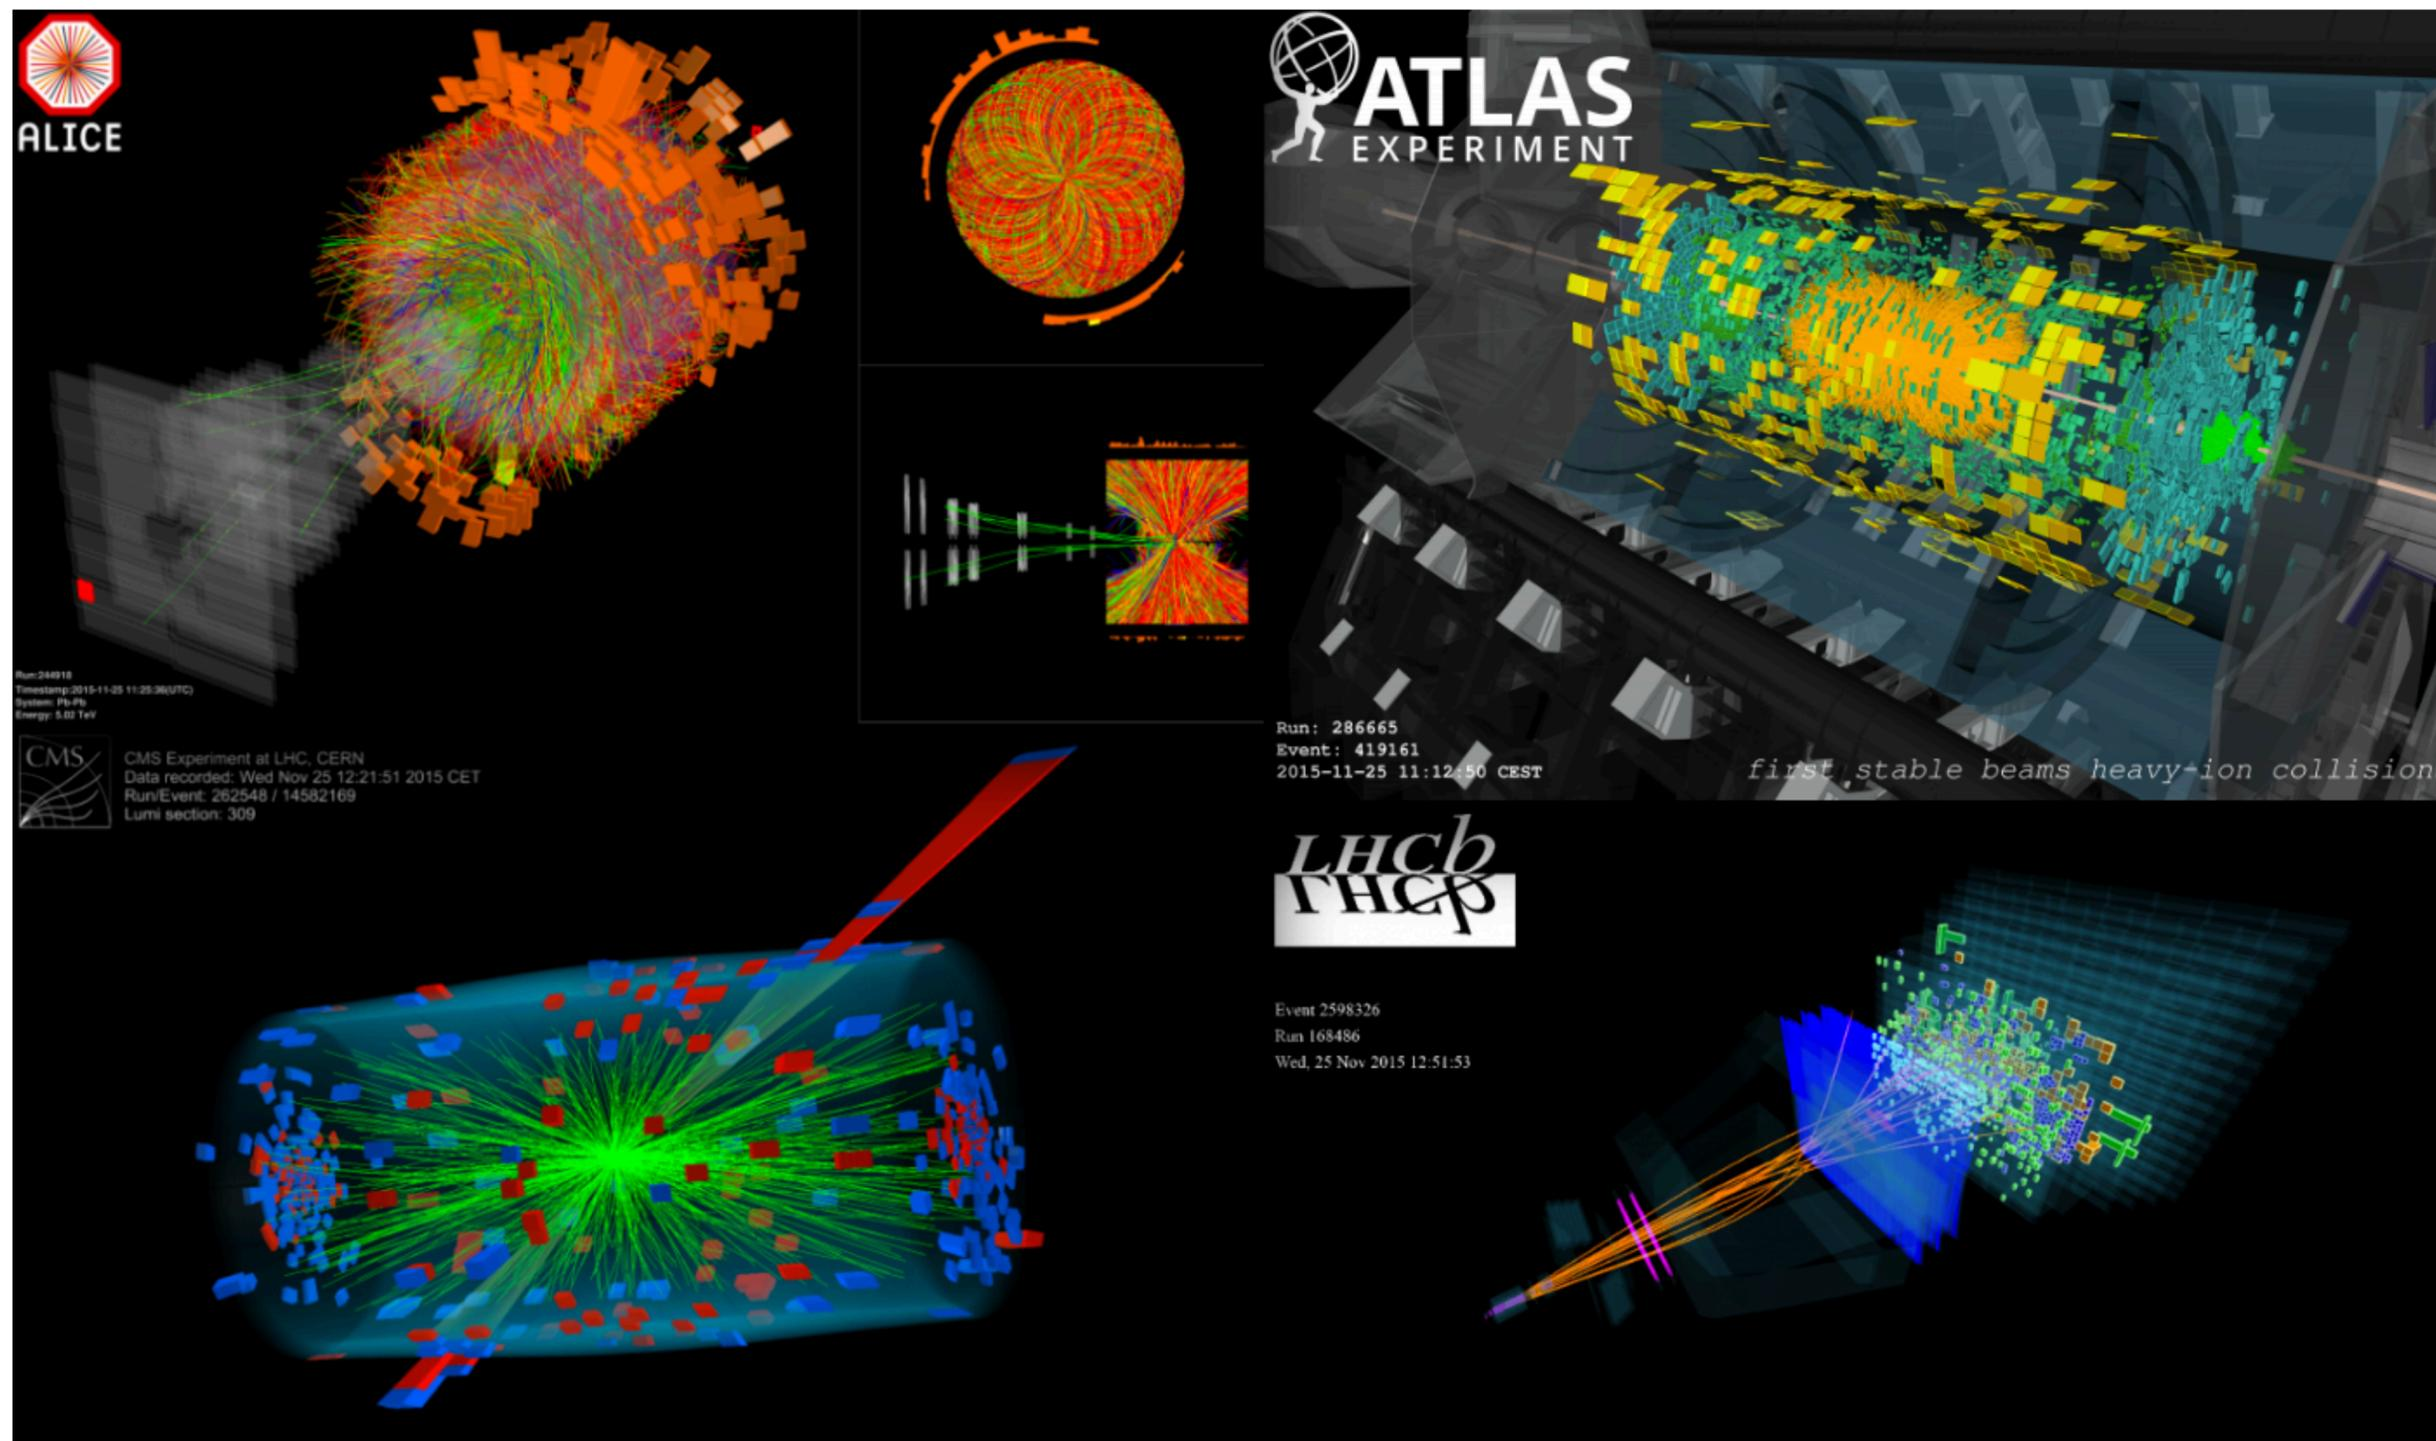 ALICE
Run:244918
Timestamp:2015-11-25 11:25:36(UTC)
System: Pb-Pb
Energy: 5.02 TeV
ATLAS
EXPERIMENT
Run: 286665
Event: 419161
2015-11-25 11:12:50 CEST
first stable beams heavy-ion collision
CMS
CMS Experiment at LHC, CERN
Data recorded: Wed Nov 25 12:21:51 2015 CET
Run/Event: 262548 / 14582169
Lumi section: 309
LHCb
LHCb
Event 2598326
Run 168486
Wed, 25 Nov 2015 12:51:53